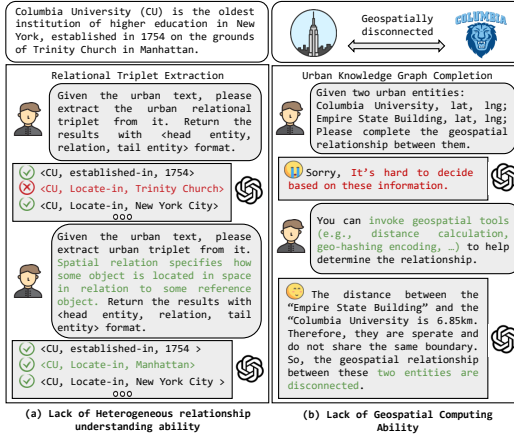 Columbia University (CU) is the oldest
institution of higher education in New
York, established in 1754 on the grounds
of Trinity Church in Manhattan.
Geospatially
disconnected
COLUMBIA
Relational Triplet Extraction
Given the urban text, please
extract the urban relational
triplet from it. Return the
results with <head entity,
relation, tail entity> format.
<CU, established-in, 1754>
<CU, Locate-in, Trinity Church>
<CU, Locate-in, New York City>
Given the urban text, please
extract urban triplet from it.
Spatial relation specifies how
some object is located in space
in relation to some reference
object. Return the results with
<head entity, relation, tail
entity> format.
<CU, established-in, 1754 >
<CU, Locate-in, Manhattan>
<CU, Locate-in, New York City >
(a) Lack of Heterogeneous relationship
understanding ability
Urban Knowledge Graph Completion
Given two urban entities:
Columbia University, lat, lng;
Empire State Building, lat, lng;
Please complete the geospatial
relationship between them.
Sorry, It's hard to decide
based on these information.
You can invoke geospatial tools
(e.g., distance calculation,
geo-hashing encoding, …) to help
determine the relationship.
The distance between the
"Empire State Building" and the
"Columbia University is 6.85km.
Therefore, they are sperate and
do not share the same boundary.
So, the geospatial relationship
between these two entities are
disconnected.
(b) Lack of Geospatial Computing
Ability